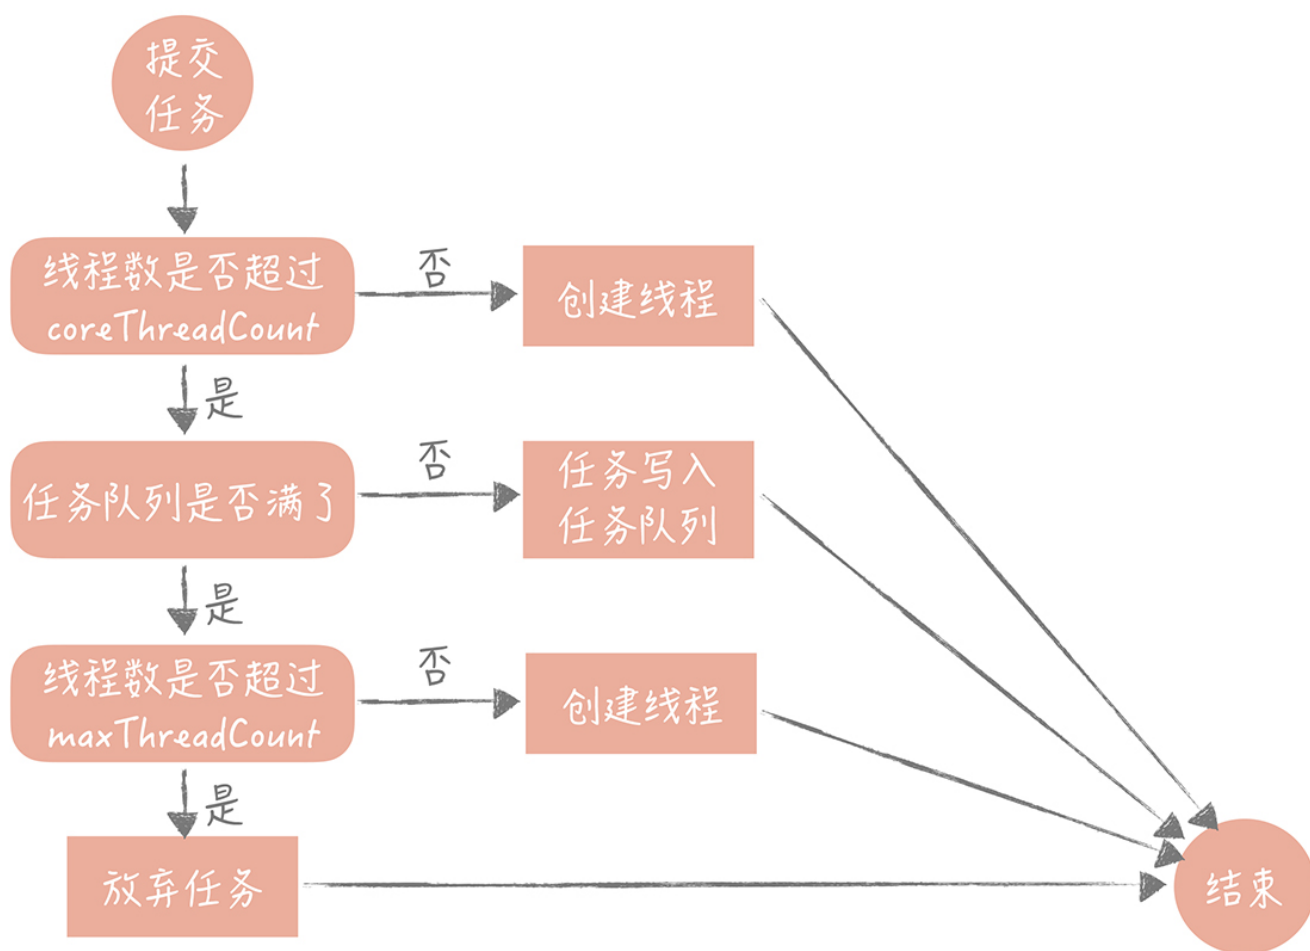 提交
任务
线程数是否超过
coreThreadCount
否
创建线程
是
任务队列是否满了
否
任务写入
任务队列
是
线程数是否超过
maxThreadCount
否
创建线程
是
放弃任务
结束